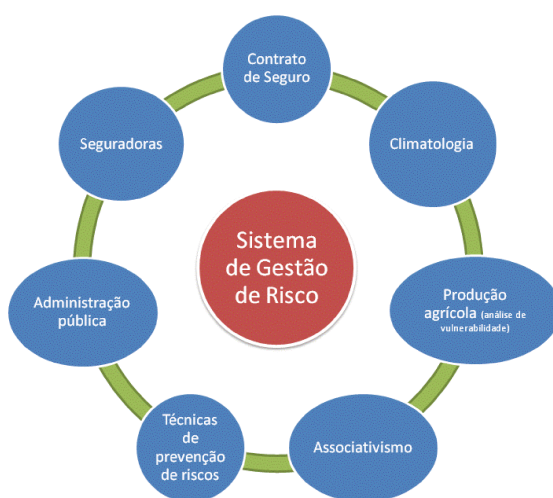 Contrato
de Seguro
Climatologia
Produção
agrícola (análise de
vulnerabilidade)
Associativismo
Técnicas
de
prevenção
de riscos
Administração
pública
Seguradoras
Sistema
de Gestão
de Risco